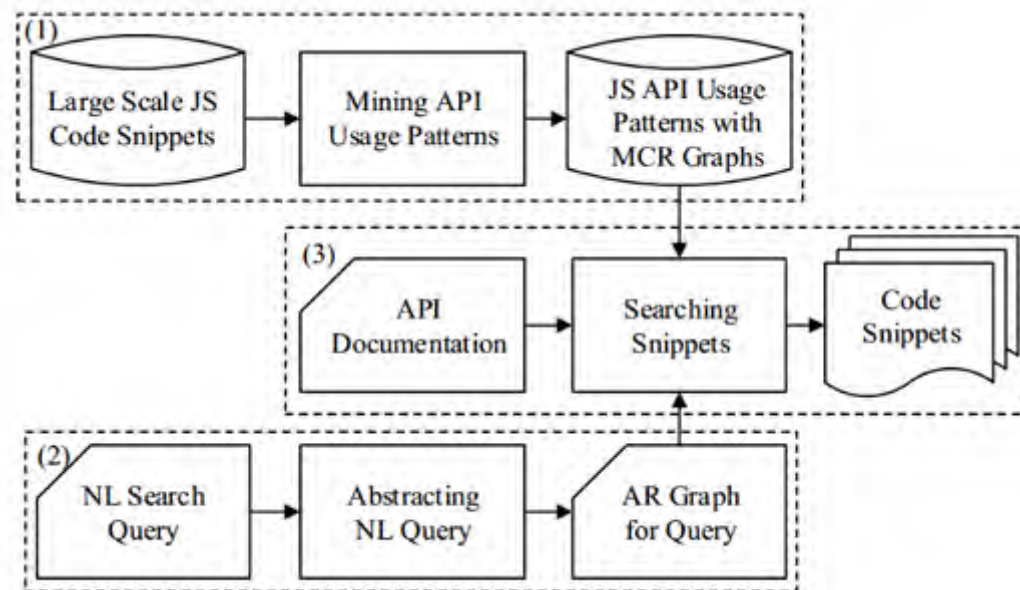 (1)
Large Scale JS
Code Snippets
Mining API
Usage Patterns
JS API Usage
Patterns with
MCR Graphs
(3)
API
Documentation
Searching
Snippets
Code
Snippets
(2)
NL Search
Query
Abstracting
NL Query
AR Graph
for Query